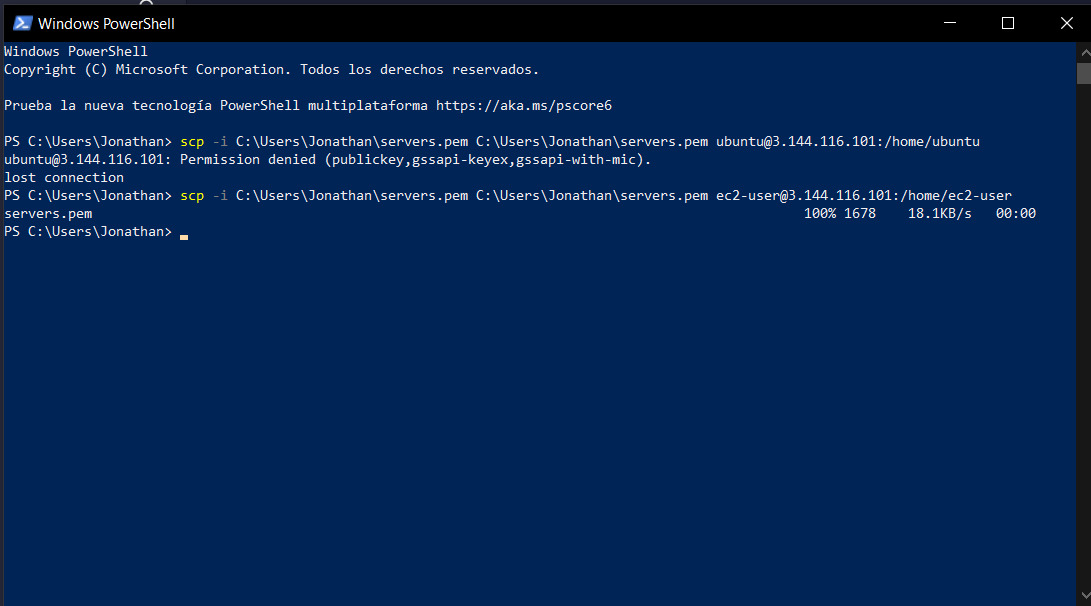 Windows PowerShell
Windows PowerShell
Copyright (C) Microsoft Corporation. Todos los derechos reservados.
Prueba la nueva tecnología PowerShell multiplataforma https://aka.ms/pscore6
PS C:\Users\Jonathan> scp -i C:\Users\Jonathan\servers.pem C:\Users\Jonathan\servers.pem ubuntu@3.144.116.101:/home/ubuntu
ubuntu@3.144.116.101: Permission denied (publickey,gssapi-keyex,gssapi-with-mic).
lost connection
PS C:\Users\Jonathan> scp -i C:\Users\Jonathan\servers.pem C:\Users\Jonathan\servers.pem ec2-user@3.144.116.101:/home/ec2-user
servers.pem 100% 1678 18.1KB/s 00:00
PS C:\Users\Jonathan>